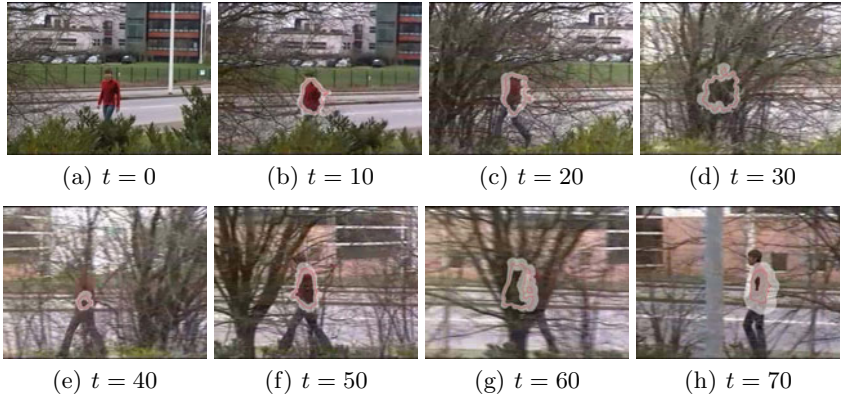 (a) t = 0 (b) t = 10 (c) t = 20 (d) t = 30
(e) t = 40 (f) t = 50 (g) t = 60 (h) t = 70